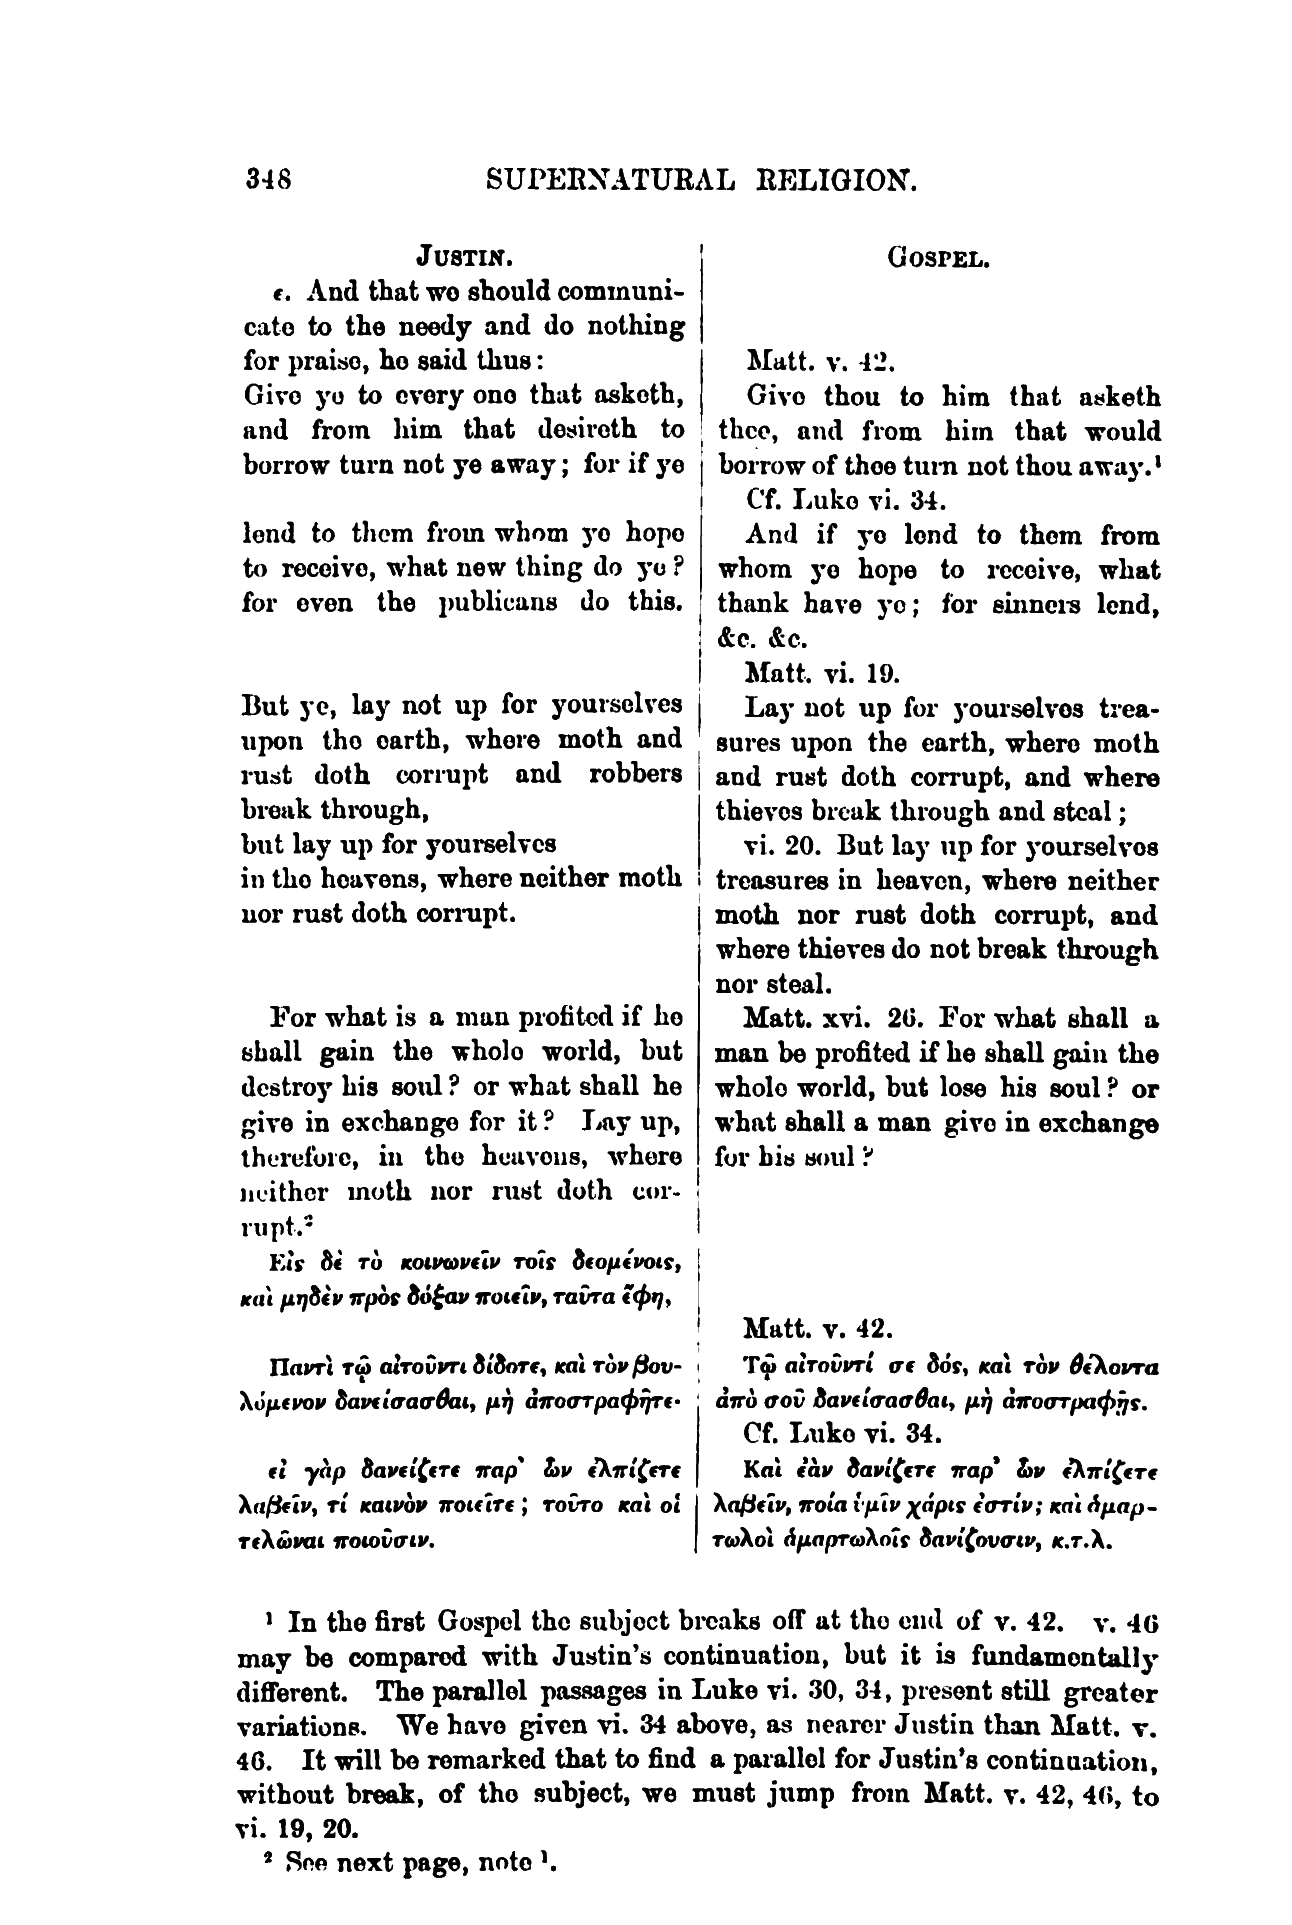 348 SUPERNATURAL RELIGION.
JUSTIN.
ε. And that we should communi-
cate to the needy and do nothing
for praise, he said thus:
Give ye to every one that asketh,
and from him that desireth to
borrow turn not ye away; for if ye
lend to them from whom ye hope
to receive, what new thing do ye?
for even the publicans do this.
But ye, lay not up for yourselves
upon the earth, where moth and
rust doth corrupt and robbers
break through,
but lay up for yourselves
in the heavens, where neither moth
nor rust doth corrupt.
For what is a man profited if he
shall gain the whole world, but
destroy his soul? or what shall he
give in exchange for it? Lay up,
therefore, in the heavens, where
neither moth nor rust doth cor-
rupt.²
Εἰς δὲ τὸ κοινωνεῖν τοῖς δεομένοις,
καὶ μηδὲν πρὸς δόξαν ποιεῖν, ταῦτα ἔφη,
Παντὶ τῷ αἰτοῦντι δίδοτε, καὶ τὸν βου-
λόμενον δανείσασθαι, μὴ ἀποστραφῆτε·
εἰ γὰρ δανείζετε παρ᾽ ὧν ἐλπίζετε
λαβεῖν, τί καινὸν ποιεῖτε; τοῦτο καὶ οἱ
τελῶναι ποιοῦσιν.
GOSPEL.
Matt. v. 42.
Give thou to him that asketh
thee, and from him that would
borrow of thee turn not thou away.¹
Cf. Luke vi. 34.
And if ye lend to them from
whom ye hope to receive, what
thank have ye; for sinners lend,
&c. &c.
Matt. vi. 19.
Lay not up for yourselves trea-
sures upon the earth, where moth
and rust doth corrupt, and where
thieves break through and steal;
vi. 20. But lay up for yourselves
treasures in heaven, where neither
moth nor rust doth corrupt, and
where thieves do not break through
nor steal.
Matt. xvi. 26. For what shall a
man be profited if he shall gain the
whole world, but lose his soul? or
what shall a man give in exchange
for his soul?
Matt. v. 42.
Τῷ αἰτοῦντί σε δός, καὶ τὸν θέλοντα
ἀπὸ σοῦ δανείσασθαι, μὴ ἀποστραφῇς.
Cf. Luke vi. 34.
Καὶ ἐὰν δανίζετε παρ᾽ ὧν ἐλπίζετε
λαβεῖν, ποία ὑμῖν χάρις ἐστίν; καὶ ἁμαρ-
τωλοὶ ἁμαρτωλοῖς δανίζουσιν, κ.τ.λ.
¹ In the first Gospel the subject breaks off at the end of v. 42. v. 46
may be compared with Justin's continuation, but it is fundamentally
different. The parallel passages in Luke vi. 30, 34, present still greater
variations. We have given vi. 34 above, as nearer Justin than Matt. v.
46. It will be remarked that to find a parallel for Justin's continuation,
without break, of the subject, we must jump from Matt. v. 42, 46, to
vi. 19, 20.
² See next page, note ¹.